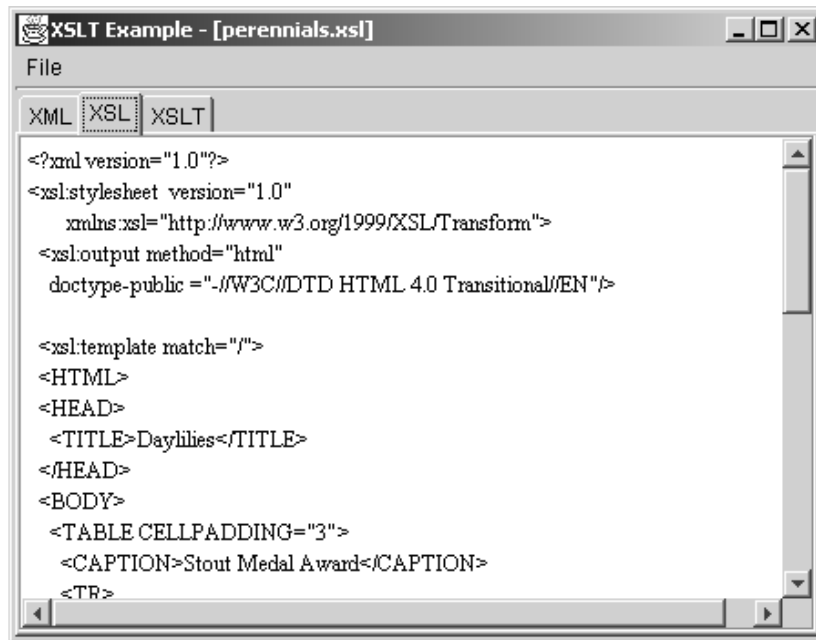 XSLT Example - [perennials.xsl]
File
XML XSL XSLT
<?xml version="1.0"?>
<xsl:stylesheet version="1.0"
xmlns:xsl="http://www.w3.org/1999/XSL/Transform">
<xsl:output method="html"
doctype-public ="-//W3C//DTD HTML 4.0 Transitional//EN"/>
<xsl:template match="/">
<HTML>
<HEAD>
<TITLE>Daylilies</TITLE>
</HEAD>
<BODY>
<TABLE CELLPADDING="3">
<CAPTION>Stout Medal Award</CAPTION>
<TR>